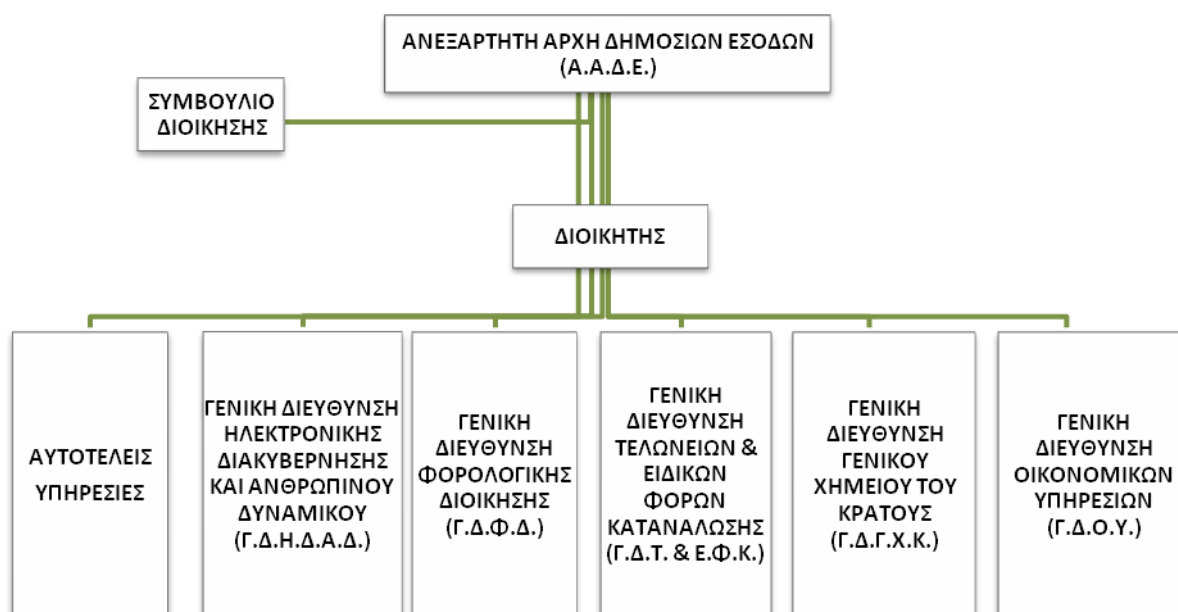 ΑΝΕΞΑΡΤΗΤΗ ΑΡΧΗ ΔΗΜΟΣΙΩΝ ΕΣΟΔΩΝ
(Α.Α.Δ.Ε.)
ΣΥΜΒΟΥΛΙΟ
ΔΙΟΙΚΗΣΗΣ
ΔΙΟΙΚΗΤΗΣ
ΑΥΤΟΤΕΛΕΙΣ
ΥΠΗΡΕΣΙΕΣ
ΓΕΝΙΚΗ ΔΙΕΥΘΥΝΣΗ
ΗΛΕΚΤΡΟΝΙΚΗΣ
ΔΙΑΚΥΒΕΡΝΗΣΗΣ
ΚΑΙ ΑΝΘΡΩΠΙΝΟΥ
ΔΥΝΑΜΙΚΟΥ
(Γ.Δ.Η.Δ.Α.Δ.)
ΓΕΝΙΚΗ
ΔΙΕΥΘΥΝΣΗ
ΦΟΡΟΛΟΓΙΚΗΣ
ΔΙΟΙΚΗΣΗΣ
(Γ.Δ.Φ.Δ.)
ΓΕΝΙΚΗ
ΔΙΕΥΘΥΝΣΗ
ΤΕΛΩΝΕΙΩΝ &
ΕΙΔΙΚΩΝ
ΦΟΡΩΝ
ΚΑΤΑΝΑΛΩΣΗΣ
(Γ.Δ.Τ. & Ε.Φ.Κ.)
ΓΕΝΙΚΗ
ΔΙΕΥΘΥΝΣΗ
ΓΕΝΙΚΟΥ
ΧΗΜΕΙΟΥ ΤΟΥ
ΚΡΑΤΟΥΣ
(Γ.Δ.Γ.Χ.Κ.)
ΓΕΝΙΚΗ
ΔΙΕΥΘΥΝΣΗ
ΟΙΚΟΝΟΜΙΚΩΝ
ΥΠΗΡΕΣΙΩΝ
(Γ.Δ.Ο.Υ.)